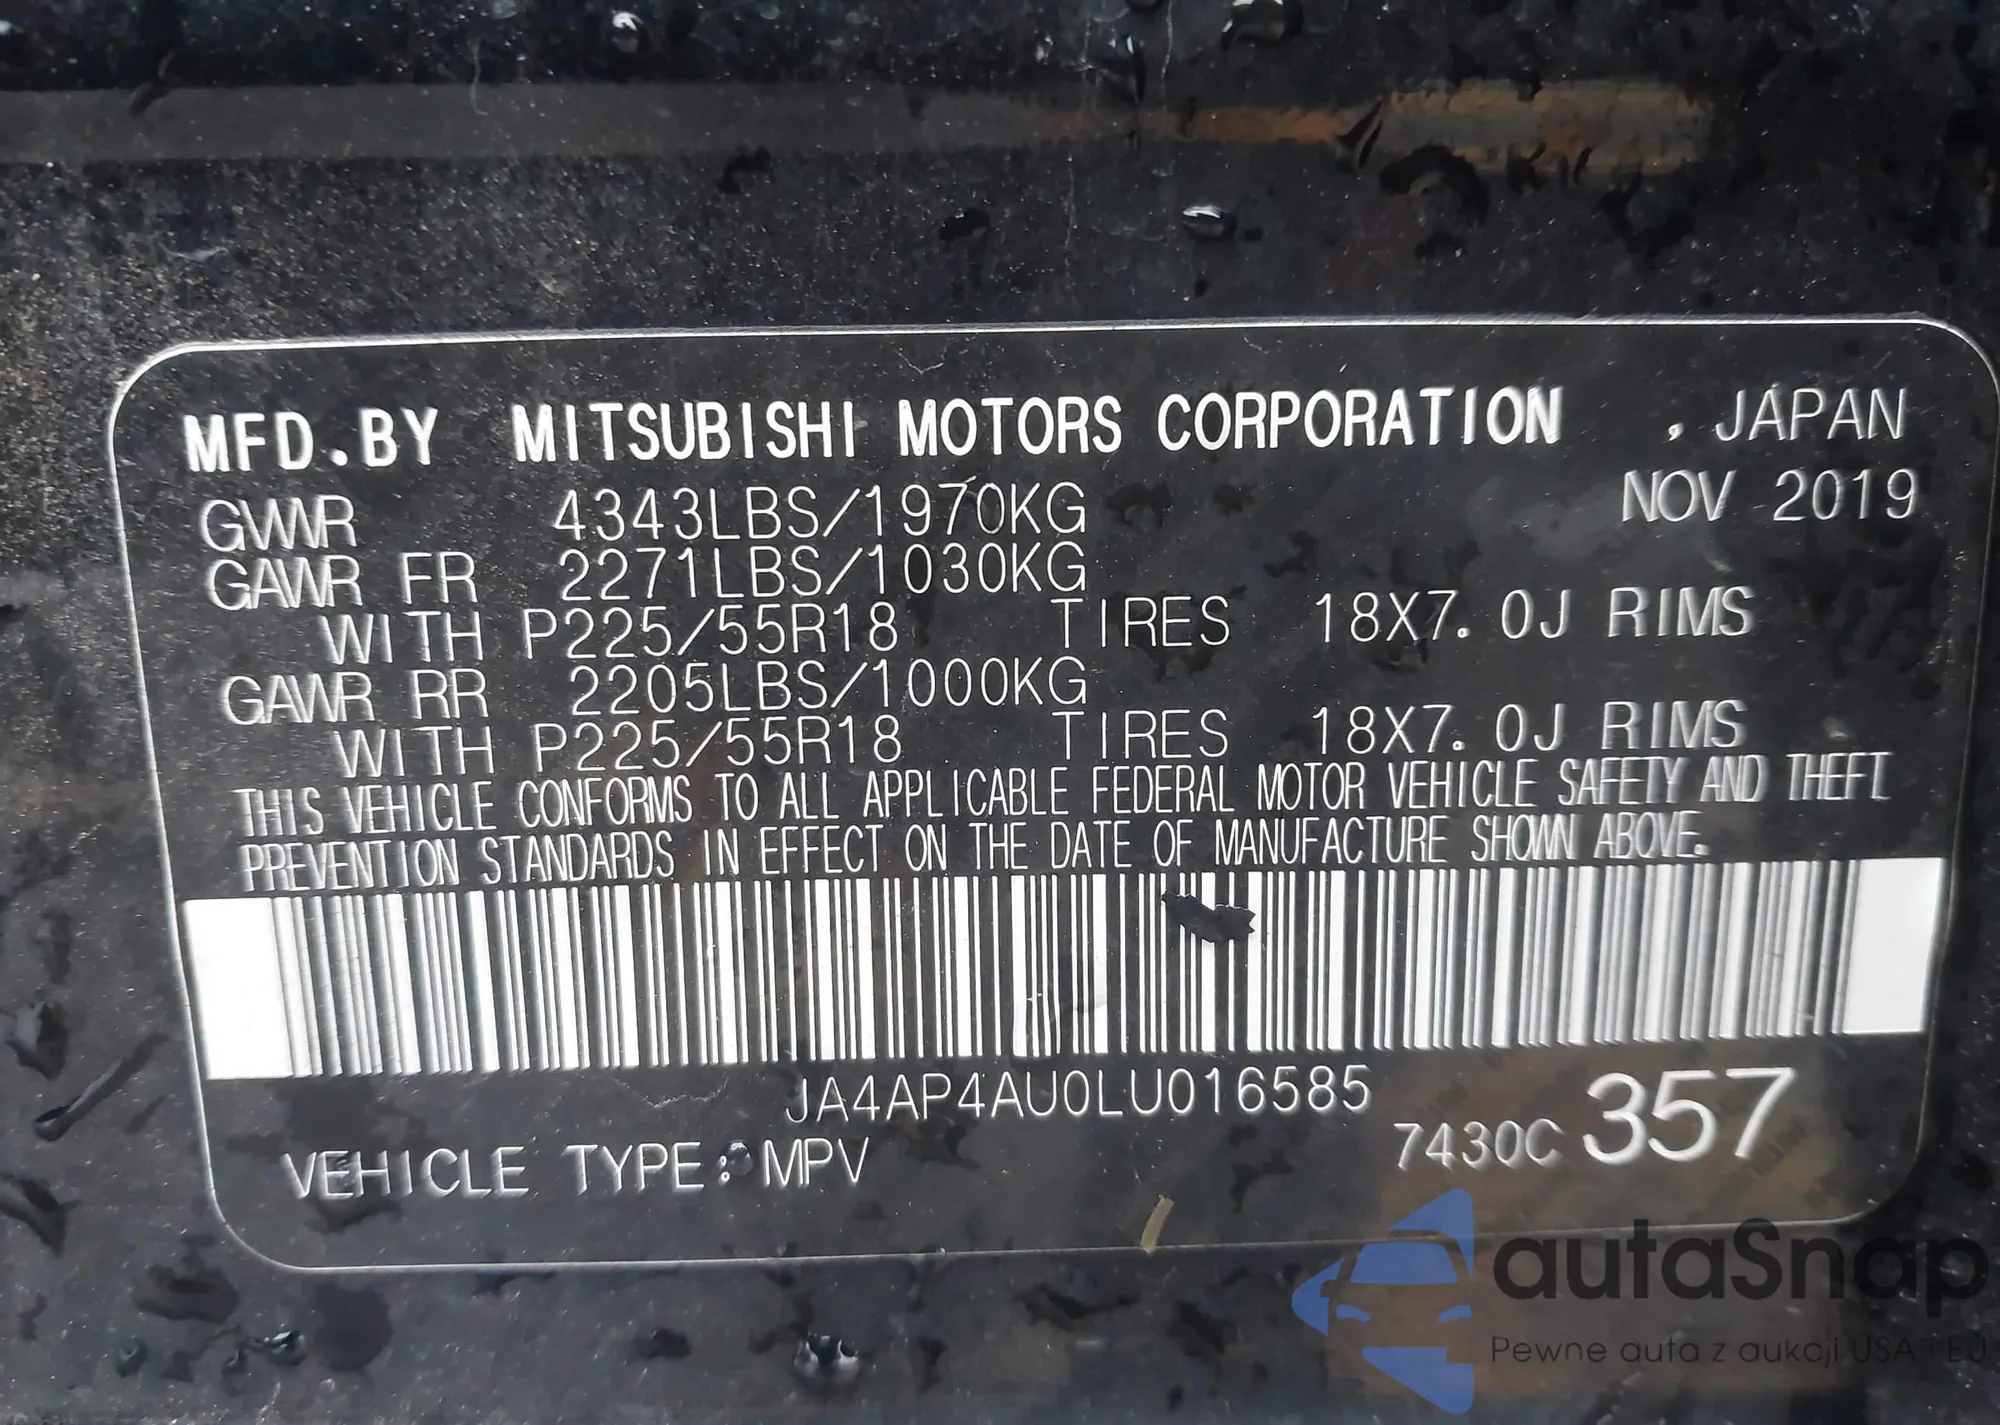 MFD.BY MITSUBISHI MOTORS CORPORATION , JAPAN
GVWR 4343LBS/1970KG NOV 2019
GAWR FR 2271LBS/1030KG
WITH P225/55R18 TIRES 18X7.0J RIMS
GAWR RR 2205LBS/1000KG
WITH P225/55R18 TIRES 18X7.0J RIMS
THIS VEHICLE CONFORMS TO ALL APPLICABLE FEDERAL MOTOR VEHICLE SAFETY AND THEFT
PREVENTION STANDARDS IN EFFECT ON THE DATE OF MANUFACTURE SHOWN ABOVE.
JA4AP4AU0LU016585
7430C 357
VEHICLE TYPE: MPV
autaSnap
Pewne auta z aukcji USA - EU